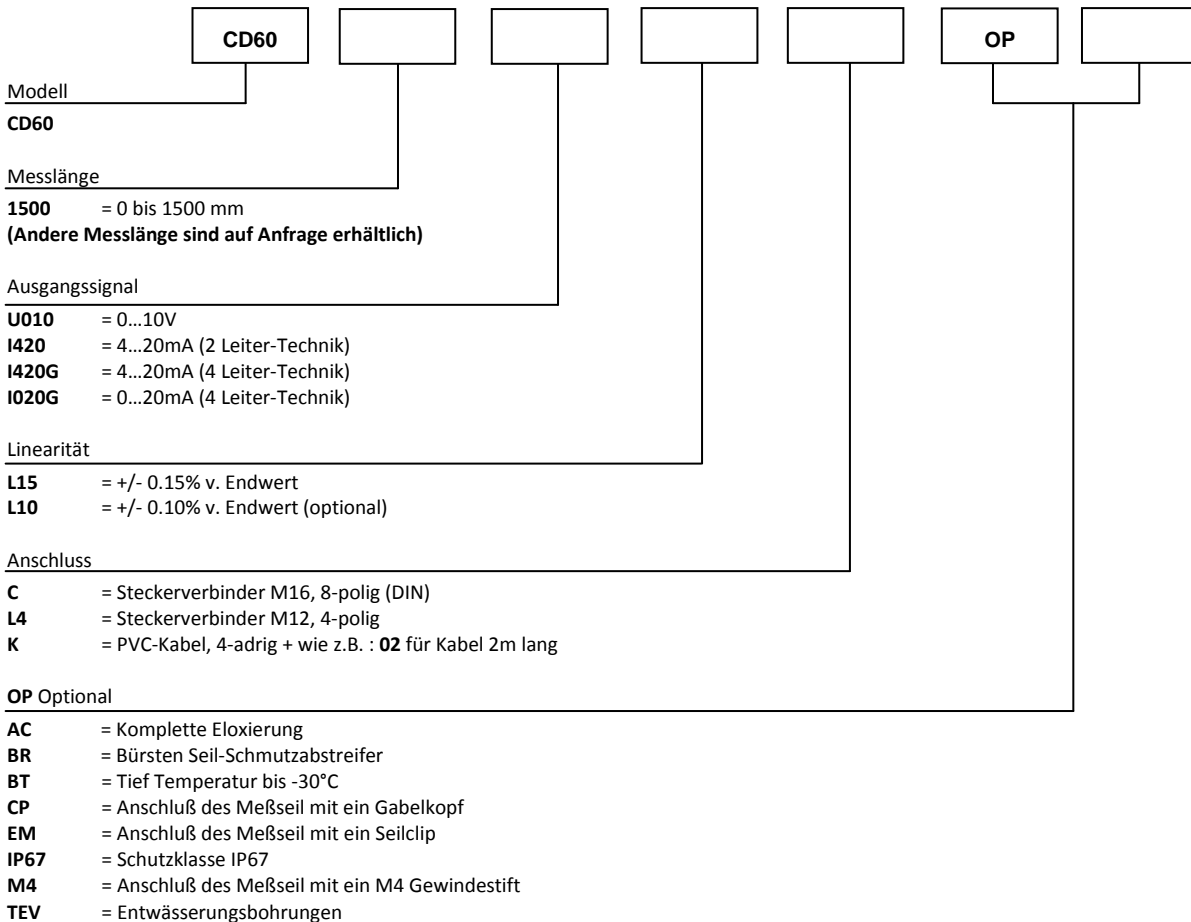 CD60 OP
Modell
CD60
Messlänge
1500 = 0 bis 1500 mm
(Andere Messlänge sind auf Anfrage erhältlich)
Ausgangssignal
U010 = 0…10V
I420 = 4…20mA (2 Leiter-Technik)
I420G = 4…20mA (4 Leiter-Technik)
I020G = 0…20mA (4 Leiter-Technik)
Linearität
L15 = +/- 0.15% v. Endwert
L10 = +/- 0.10% v. Endwert (optional)
Anschluss
C = Steckerverbinder M16, 8-polig (DIN)
L4 = Steckerverbinder M12, 4-polig
K = PVC-Kabel, 4-adrig + wie z.B. : 02 für Kabel 2m lang
OP Optional
AC = Komplette Eloxierung
BR = Bürsten Seil-Schmutzabstreifer
BT = Tief Temperatur bis -30°C
CP = Anschluß des Meßseil mit ein Gabelkopf
EM = Anschluß des Meßseil mit ein Seilclip
IP67 = Schutzklasse IP67
M4 = Anschluß des Meßseil mit ein M4 Gewindestift
TEV = Entwässerungsbohrungen